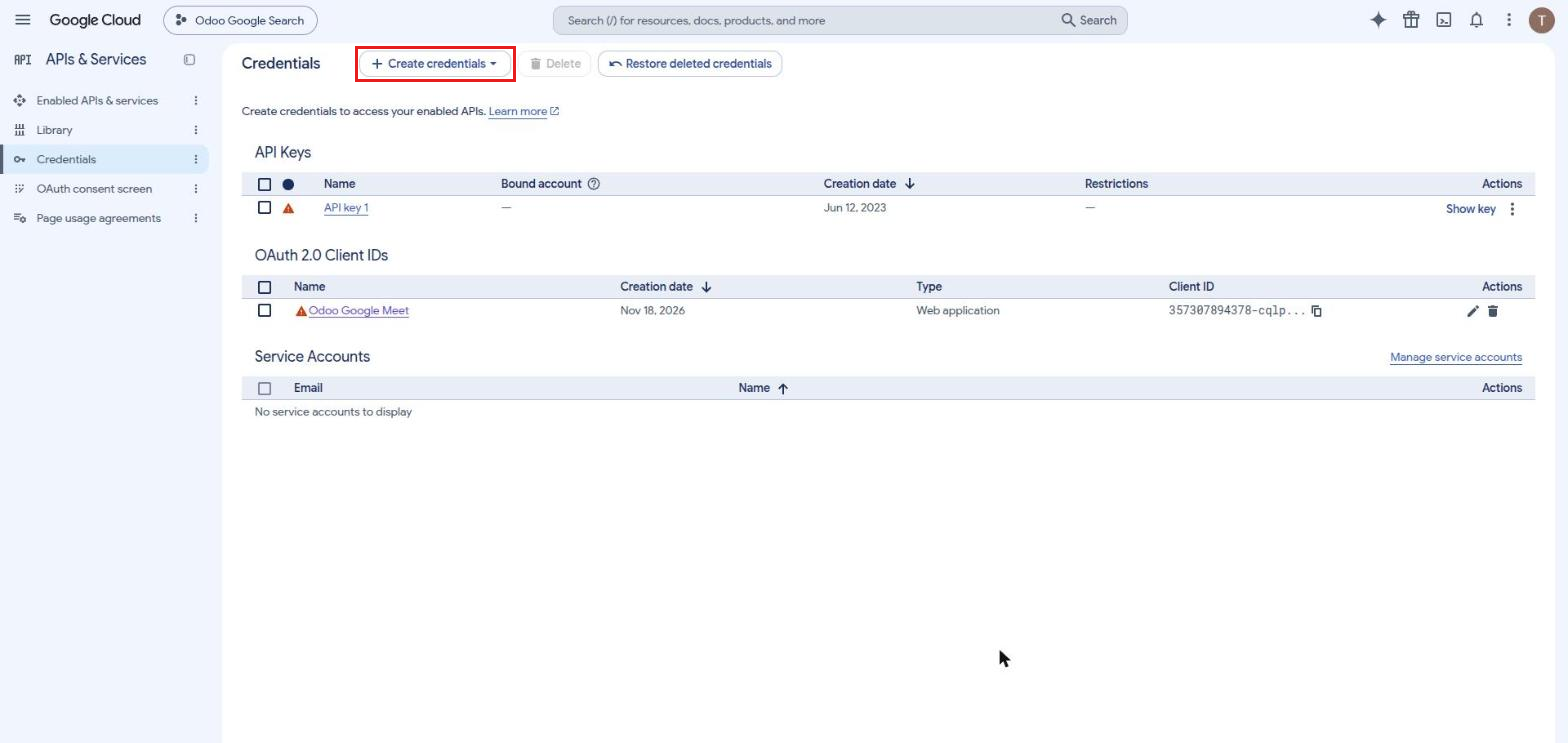 Google Cloud
Odoo Google Search
Search (/) for resources, docs, products, and more
Search
T
API APIs & Services
Enabled APIs & services
Library
Credentials
OAuth consent screen
Page usage agreements
Credentials
+ Create credentials
Delete
Restore deleted credentials
Create credentials to access your enabled APIs. Learn more
API Keys
Name Bound account Creation date Restrictions Actions
API key 1 — Jun 12, 2023 — Show key
OAuth 2.0 Client IDs
Name Creation date Type Client ID Actions
Odoo Google Meet Nov 18, 2026 Web application 357307894378-cqlp...
Service Accounts Manage service accounts
Email Name Actions
No service accounts to display